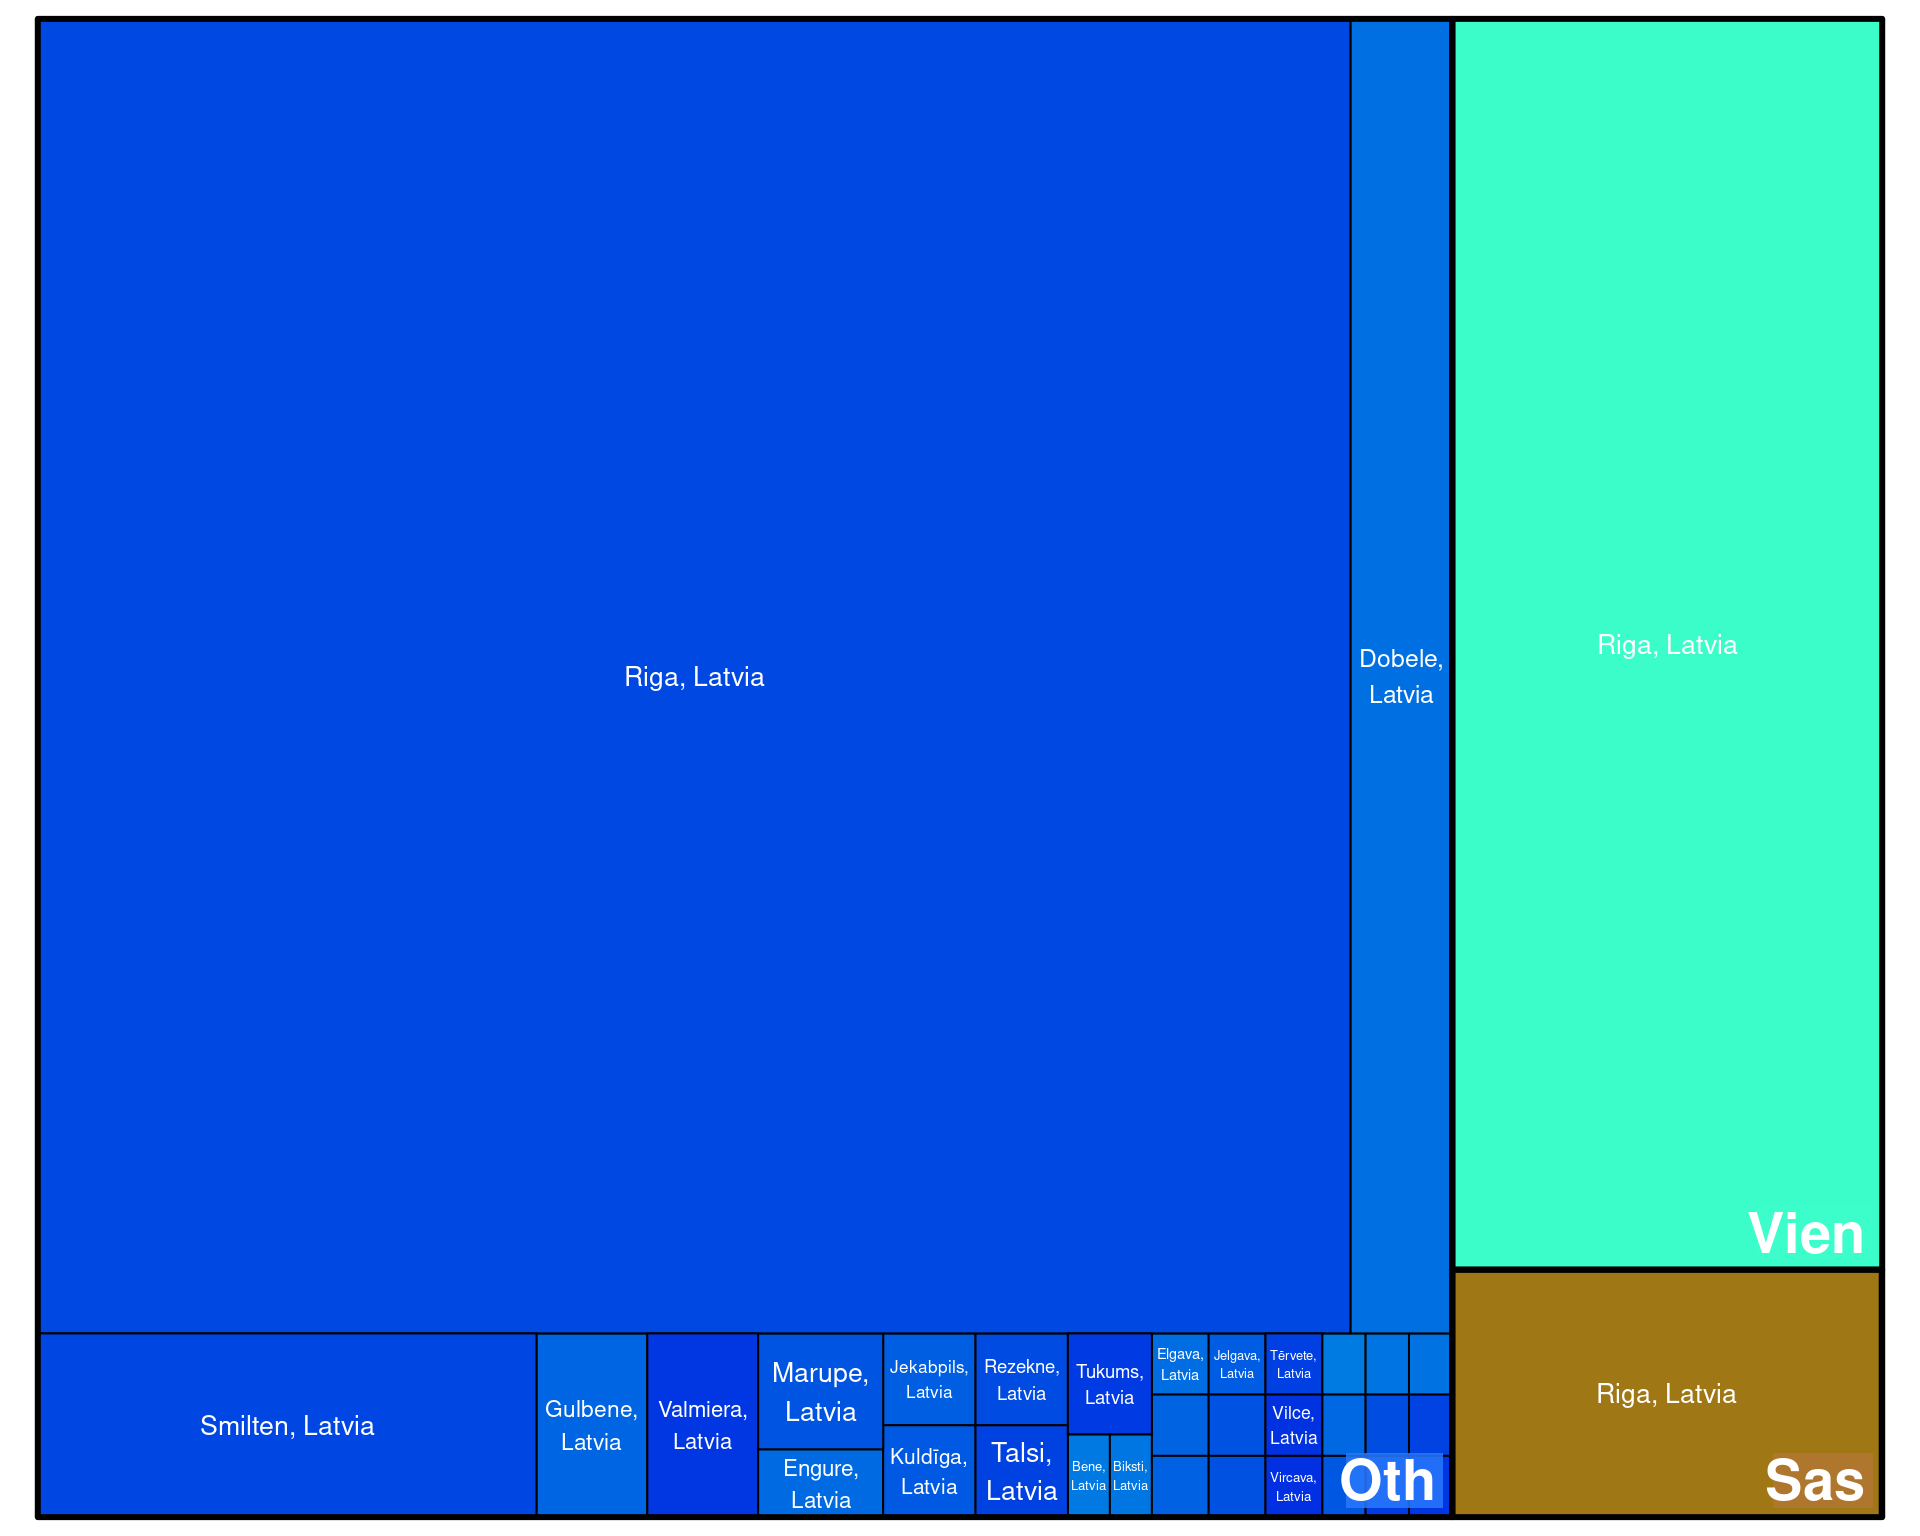 Riga, Latvia
Dobele,
Latvia
Riga, Latvia
Vien
Smilten, Latvia
Gulbene,
Latvia
Valmiera,
Latvia
Marupe,
Latvia
Engure,
Latvia
Jekabpils,
Latvia
Kuldīga,
Latvia
Rezekne,
Latvia
Talsi,
Latvia
Tukums,
Latvia
Bene,
Latvia
Biksti,
Latvia
Elgava,
Latvia
Jelgava,
Latvia
Tērvete,
Latvia
Vilce,
Latvia
Vircava,
Latvia
Oth
Riga, Latvia
Sas